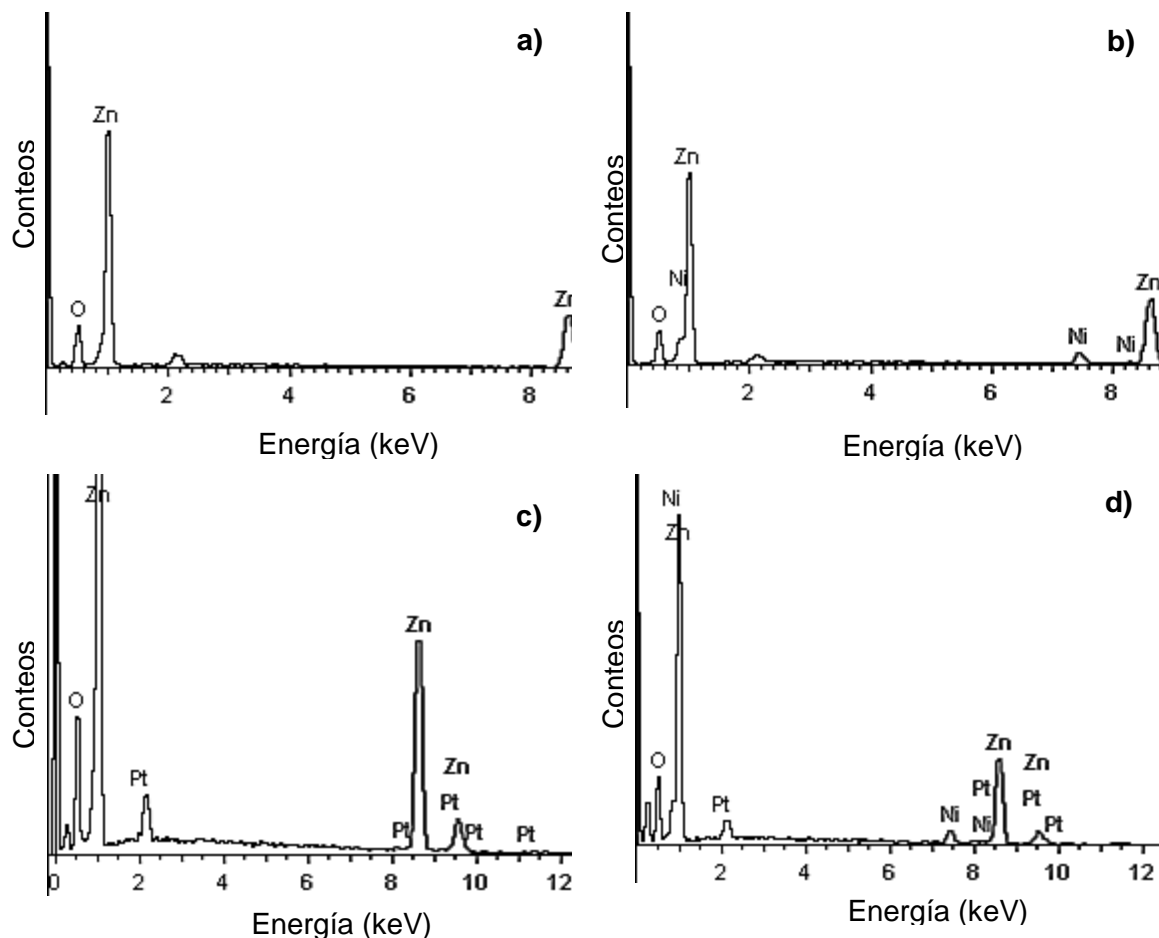 a)
Zn
O
Zn
Conteos
2 4 6 8
Energía (keV)
b)
Zn
Ni
O
Ni
Ni
Zn
Conteos
2 4 6 8
Energía (keV)
c)
Zn
O
Pt
Zn
Zn
Pt
Pt
Pt
Pt
Conteos
0 2 4 6 8 10 12
Energía (keV)
d)
Ni
Zn
O
Pt
Ni
Ni
Pt
Zn
Zn
Pt
Pt
Conteos
2 4 6 8 10 12
Energía (keV)